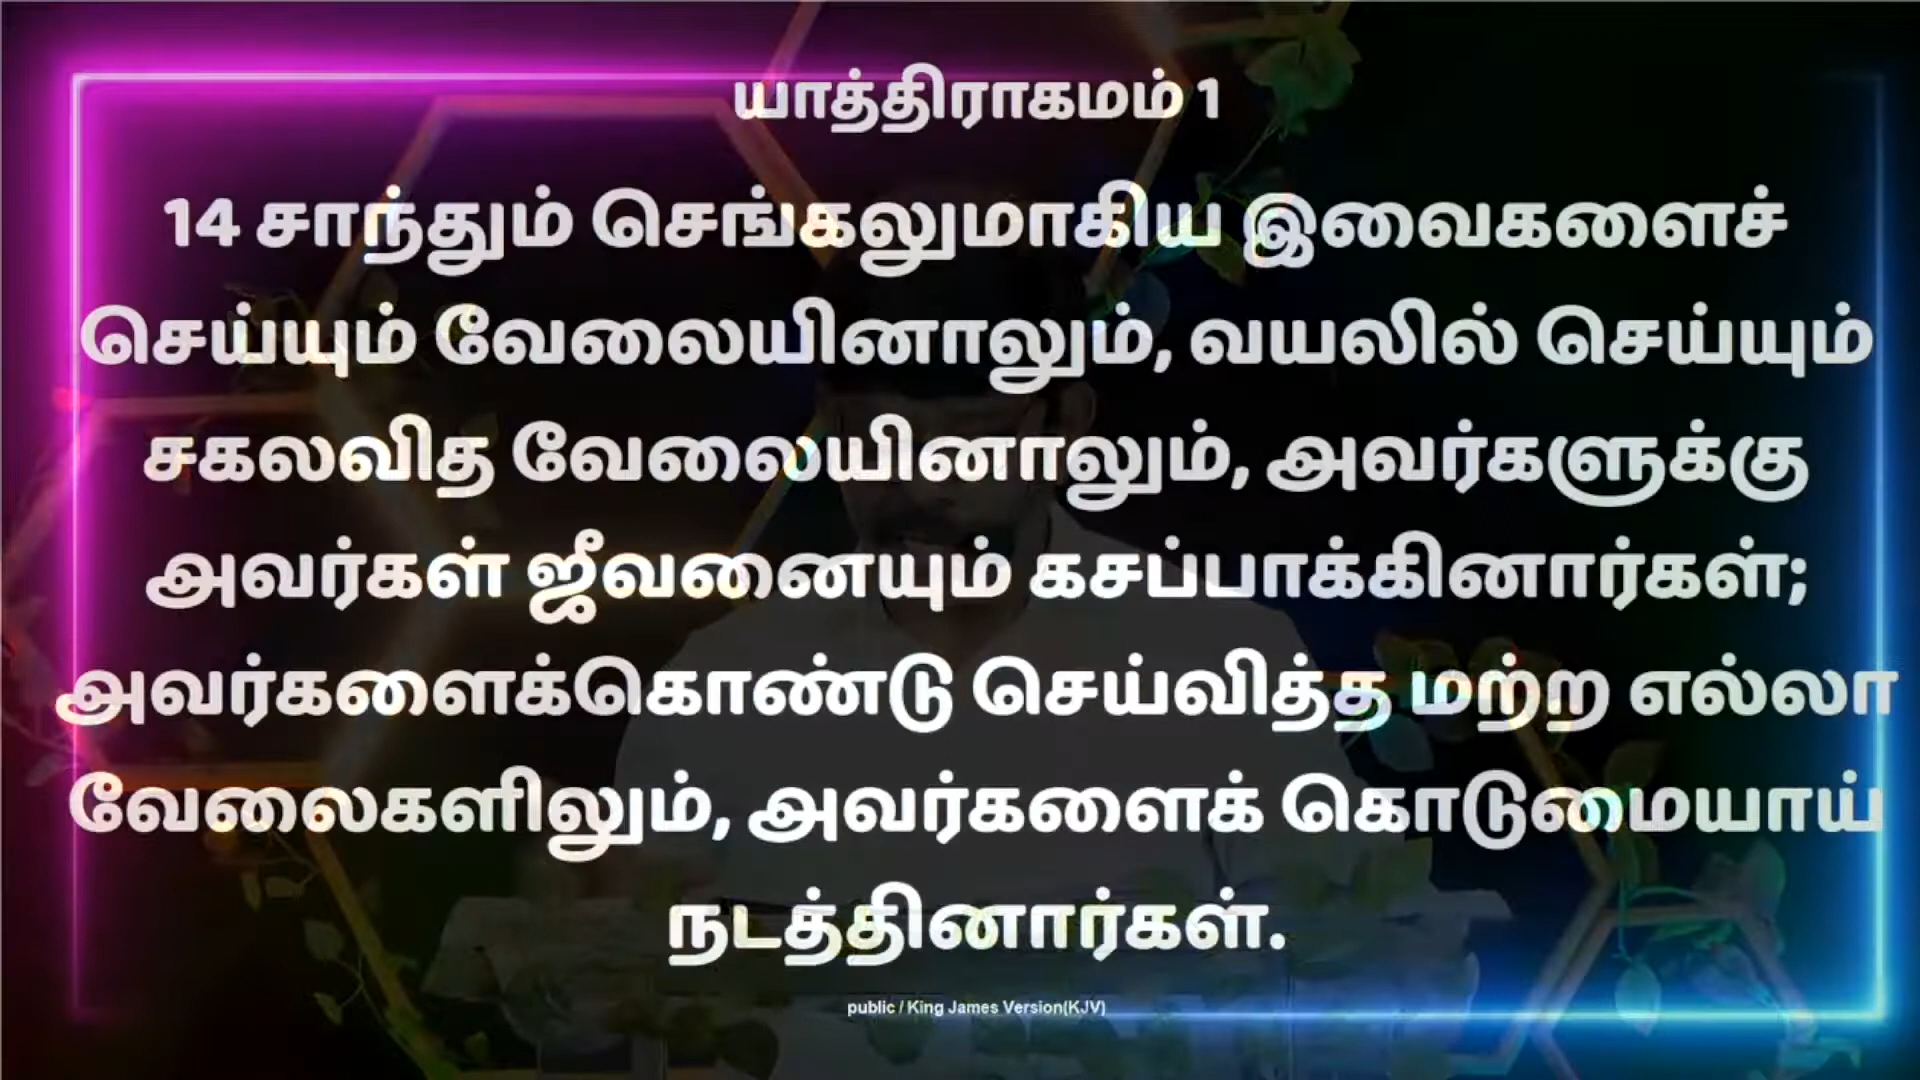 யாத்திராகமம் 1
14 சாந்தும் செங்கலுமாகிய இவைகளைச்
செய்யும் வேலையினாலும், வயலில் செய்யும்
சகலவித வேலையினாலும், அவர்களுக்கு
அவர்கள் ஜீவனையும் கசப்பாக்கினார்கள்;
அவர்களைக்கொண்டு செய்வித்த மற்ற எல்லா
வேலைகளிலும், அவர்களைக் கொடுமையாய்
நடத்தினார்கள்.
public / King James Version(KJV)